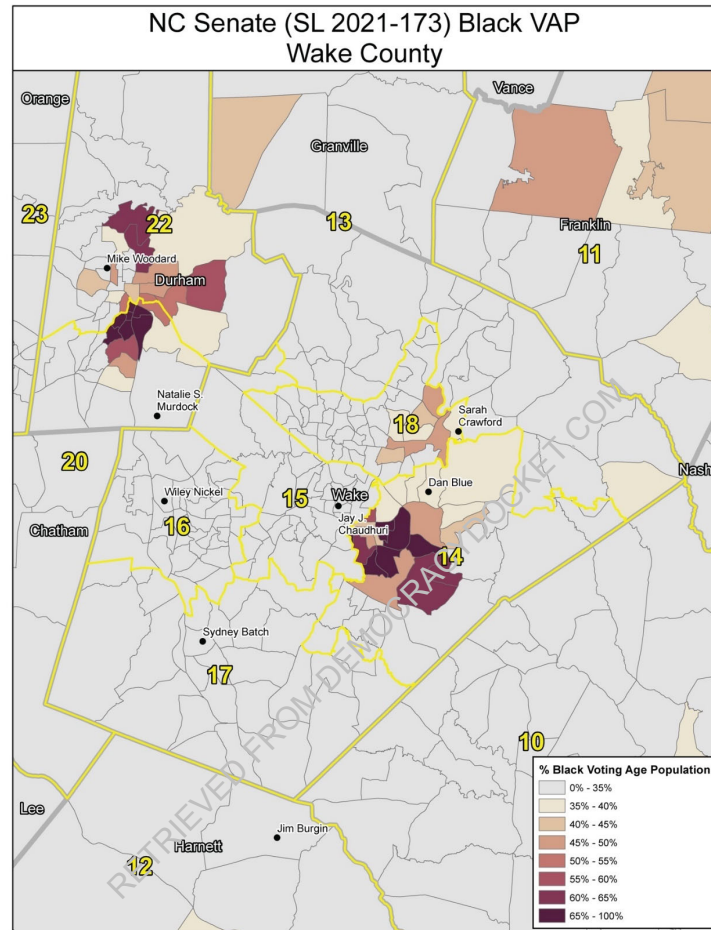 NC Senate (SL 2021-173) Black VAP
Wake County
Orange
Vance
Granville
23
22
13
Franklin
11
Mike Woodard
Durham
Natalie S.
Murdock
18
Sarah
Crawford
20
Nash
Wiley Nickel
15
Wake
Dan Blue
Chatham
16
Jay J.
Chaudhuri
14
Sydney Batch
17
10
Lee
Jim Burgin
Harnett
12
RETRIEVED FROM DEMOCRACYDOCKET.COM
% Black Voting Age Population
0% - 35%
35% - 40%
40% - 45%
45% - 50%
50% - 55%
55% - 60%
60% - 65%
65% - 100%